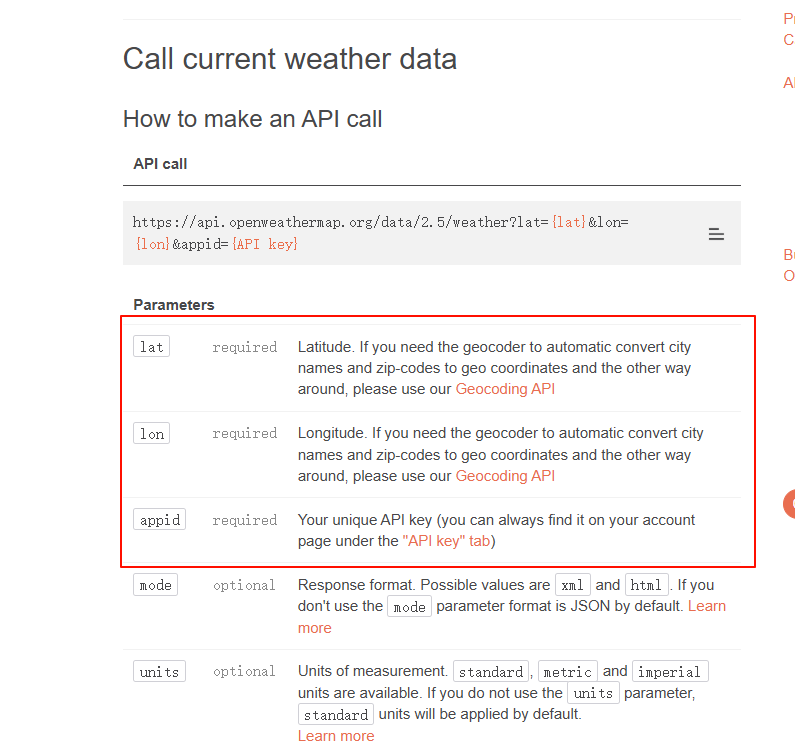 Call current weather data
How to make an API call
API call
https://api.openweathermap.org/data/2.5/weather?lat={lat}&lon=
{lon}&appid={API key}
Parameters
lat required Latitude. If you need the geocoder to automatic convert city
names and zip-codes to geo coordinates and the other way
around, please use our Geocoding API
lon required Longitude. If you need the geocoder to automatic convert city
names and zip-codes to geo coordinates and the other way
around, please use our Geocoding API
appid required Your unique API key (you can always find it on your account
page under the "API key" tab)
mode optional Response format. Possible values are xml and html. If you
don't use the mode parameter format is JSON by default. Learn
more
units optional Units of measurement. standard, metric and imperial
units are available. If you do not use the units parameter,
standard units will be applied by default.
Learn more